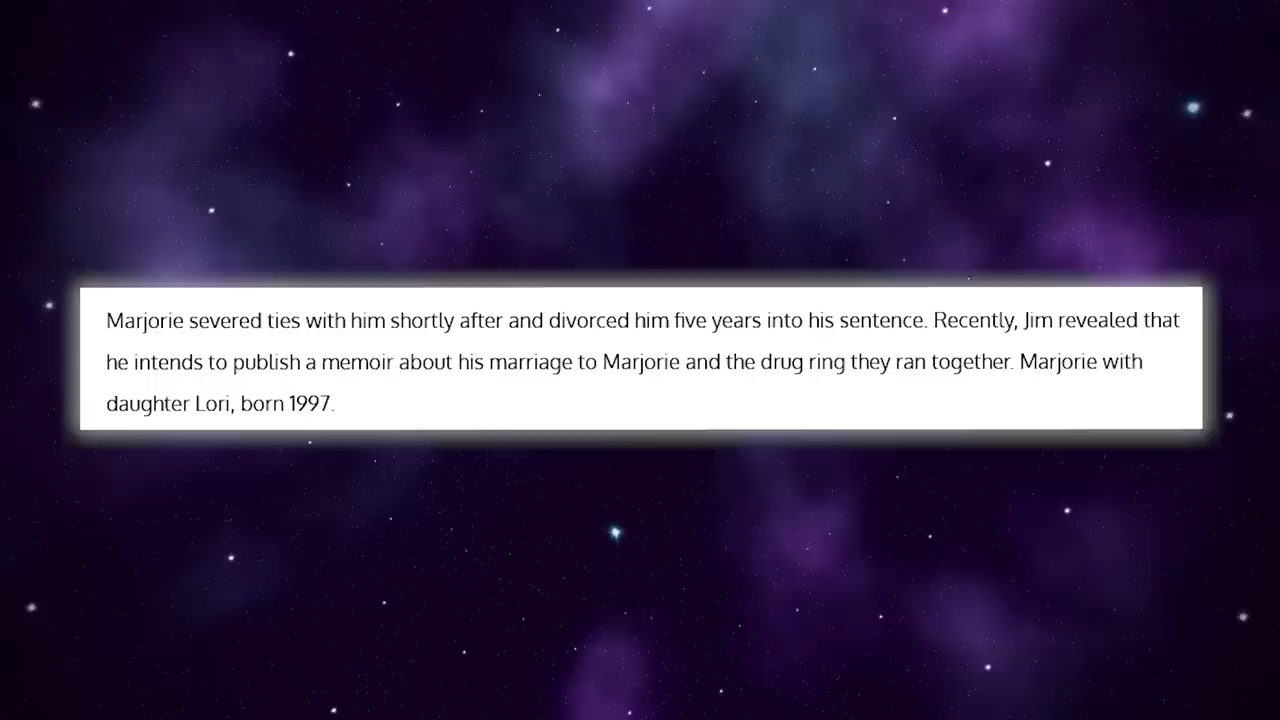 Marjorie severed ties with him shortly after and divorced him five years into his sentence. Recently, Jim revealed that
he intends to publish a memoir about his marriage to Marjorie and the drug ring they ran together. Marjorie with
daughter Lori, born 1997.